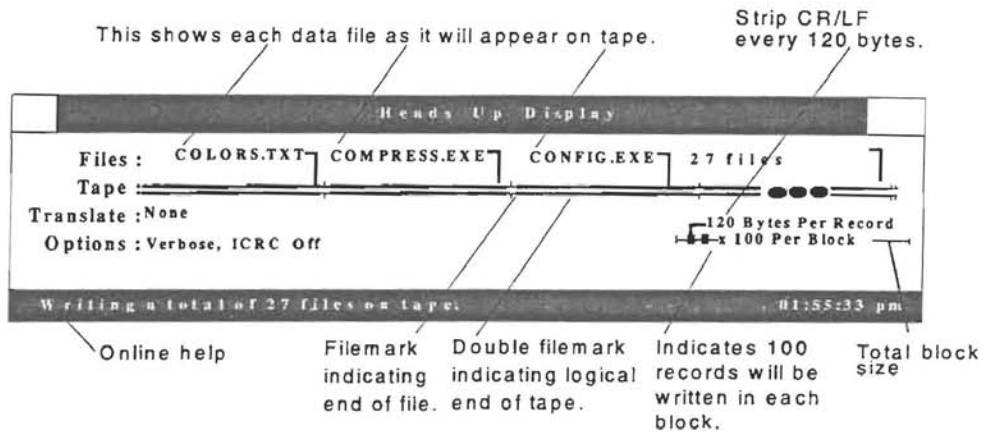 Strip CR/LF
every 120 bytes.
This shows each data file as it will appear on tape.
Heads Up Display
Files : COLORS.TXT COMPRESS.EXE CONFIG.EXE 27 files
Tape :
Translate : None
120 Bytes Per Record
Options : Verbose, ICRC Off x 100 Per Block
Writing a total of 27 files on tape. 01:55:33 pm
Online help
Filemark
indicating
end of file.
Double filemark
indicating logical
end of tape.
Indicates 100
records will be
written in each
block.
Total block
size